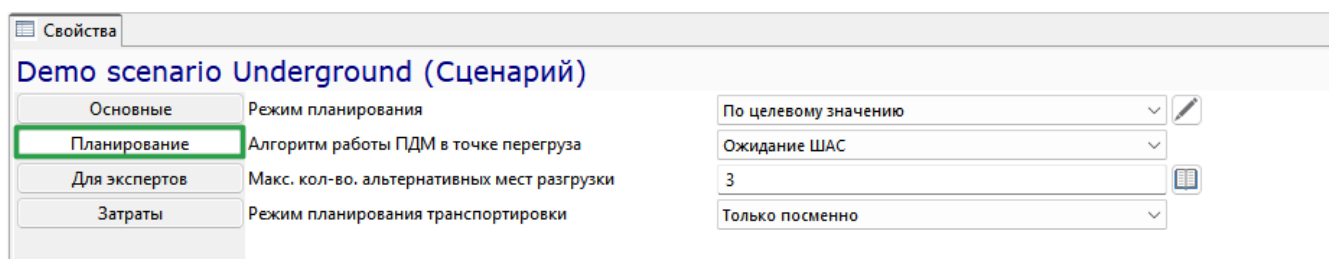 Свойства
Demo scenario Underground (Сценарий)
Основные Режим планирования По целевому значению
Планирование Алгоритм работы ПДМ в точке перегруза Ожидание ШАС
Для экспертов Макс. кол-во. альтернативных мест разгрузки 3
Затраты Режим планирования транспортировки Только посменно